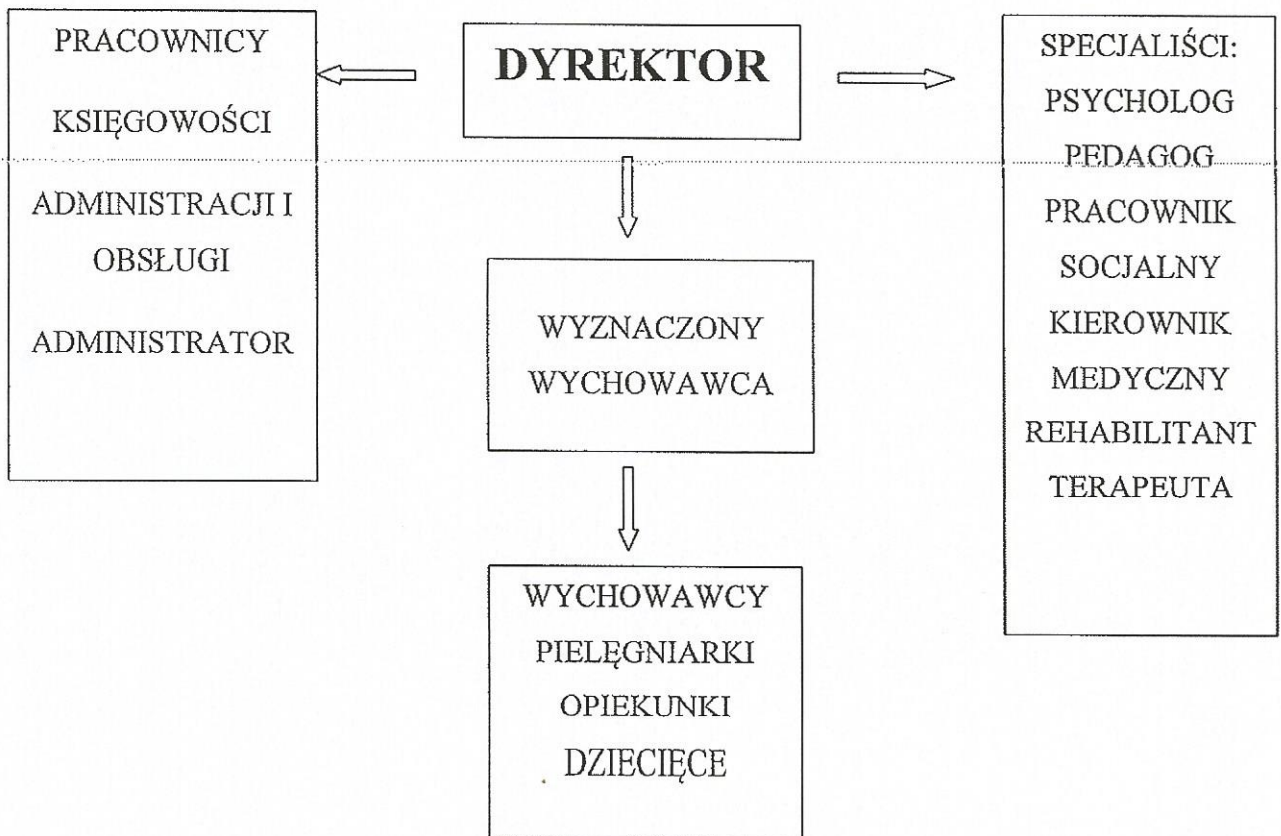 PRACOWNICY
KSIĘGOWOŚCI
ADMINISTRACJI I
OBSŁUGI
ADMINISTRATOR
DYREKTOR
WYZNACZONY
WYCHOWAWCA
WYCHOWAWCY
PIELĘGNIARKI
OPIEKUNKI
DZIECIĘCE
SPECJALIŚCI:
PSYCHOLOG
PEDAGOG
PRACOWNIK
SOCJALNY
KIEROWNIK
MEDYCZNY
REHABILITANT
TERAPEUTA